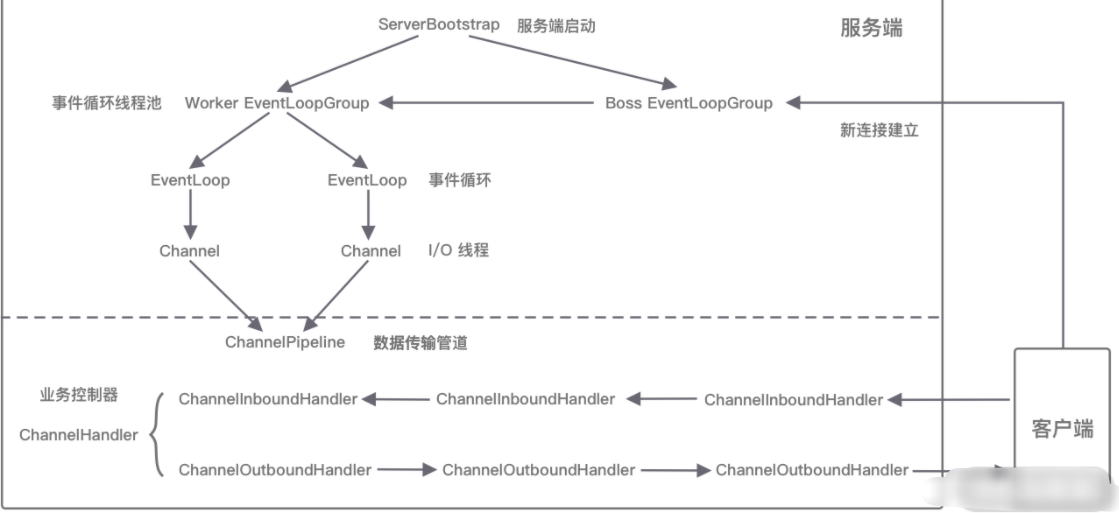 ServerBootstrap 服务端启动
服务端
事件循环线程池 Worker EventLoopGroup Boss EventLoopGroup
新连接建立
EventLoop EventLoop 事件循环
Channel Channel I/O 线程
ChannelPipeline 数据传输管道
业务控制器
ChannelInboundHandler ChannelInboundHandler ChannelInboundHandler
ChannelHandler
客户端
ChannelOutboundHandler ChannelOutboundHandler ChannelOutboundHandler